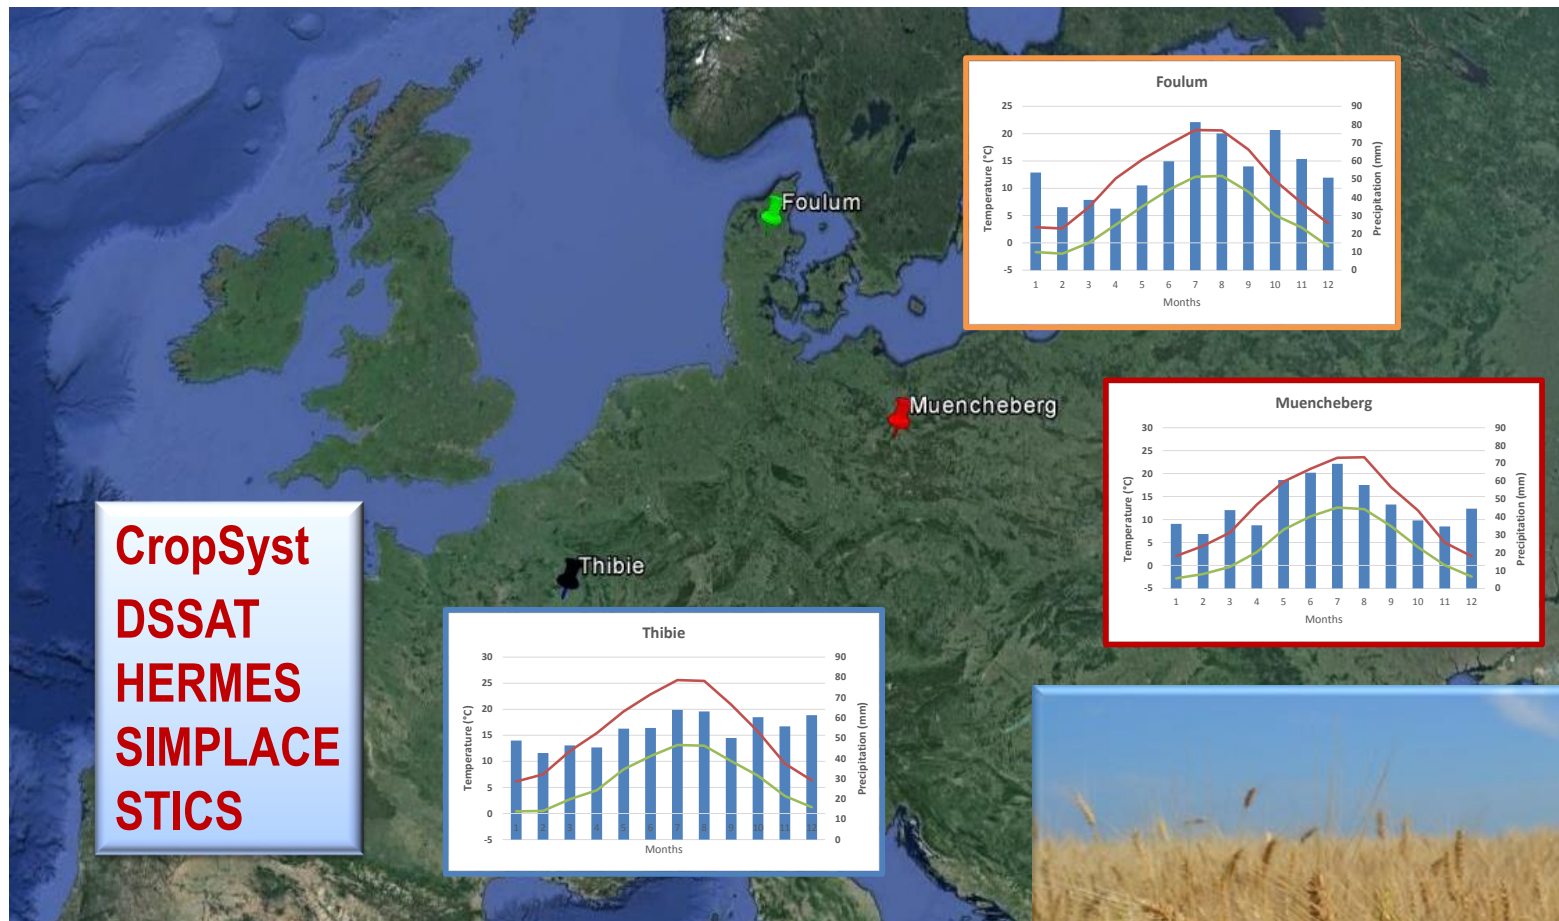 Foulum
25
20
15
10
5
0
-5
90
80
70
60
50
40
30
20
10
0
Temperature (°C)
Precipitation (mm)
1 2 3 4 5 6 7 8 9 10 11 12
Months
Foulum
Muencheberg
Muencheberg
30
25
20
15
10
5
0
-5
90
80
70
60
50
40
30
20
10
0
Temperature (°C)
Precipitation (mm)
1 2 3 4 5 6 7 8 9 10 11 12
Months
CropSyst
DSSAT
HERMES
SIMPLACE
STICS
Thibie
Thibie
30
25
20
15
10
5
0
-5
90
80
70
60
50
40
30
20
10
0
Temperature (°C)
Precipitation (mm)
1 2 3 4 5 6 7 8 9 10 11 12
Months